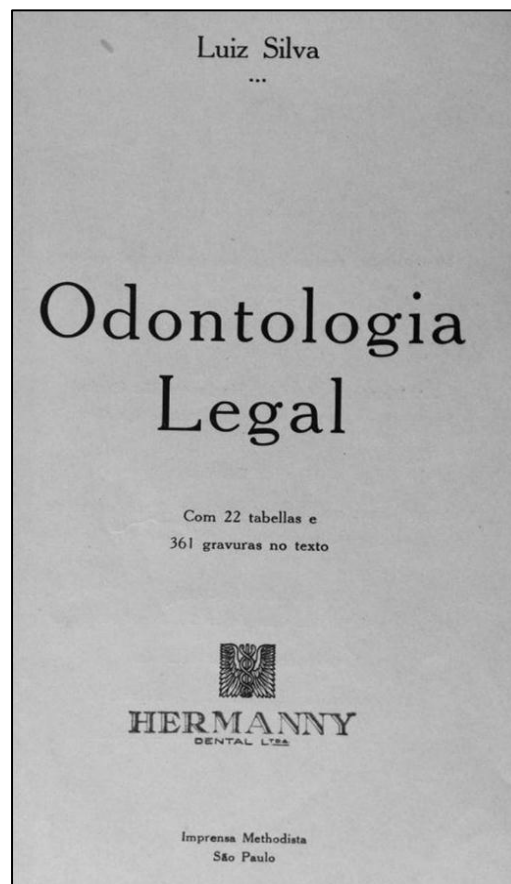 Luiz Silva
...
Odontologia
Legal
Com 22 tabellas e
361 gravuras no texto
HERMANNY
DENTAL LTDA
Imprensa Methodista
São Paulo